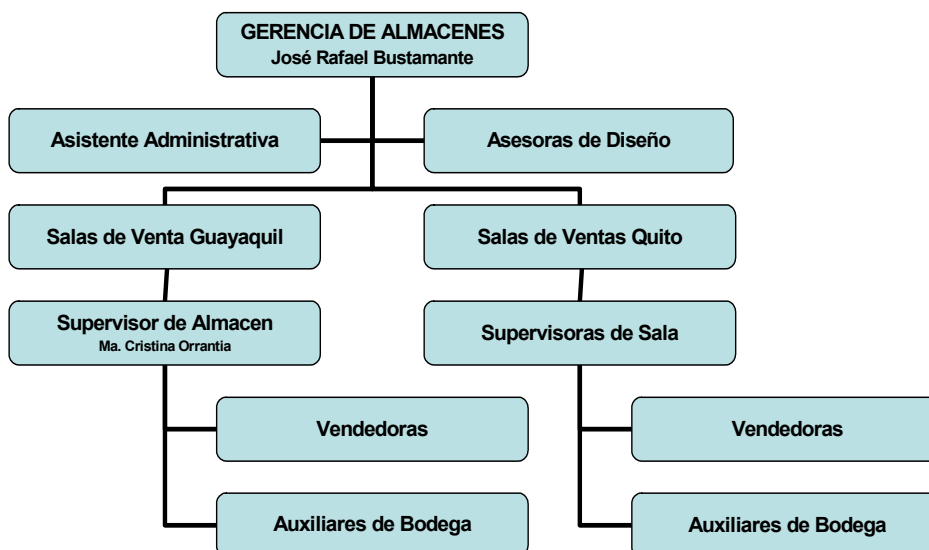 GERENCIA DE ALMACENES
José Rafael Bustamante
Asistente Administrativa
Asesoras de Diseño
Salas de Venta Guayaquil
Salas de Ventas Quito
Supervisor de Almacen
Ma. Cristina Orrantia
Supervisoras de Sala
Vendedoras
Vendedoras
Auxiliares de Bodega
Auxiliares de Bodega